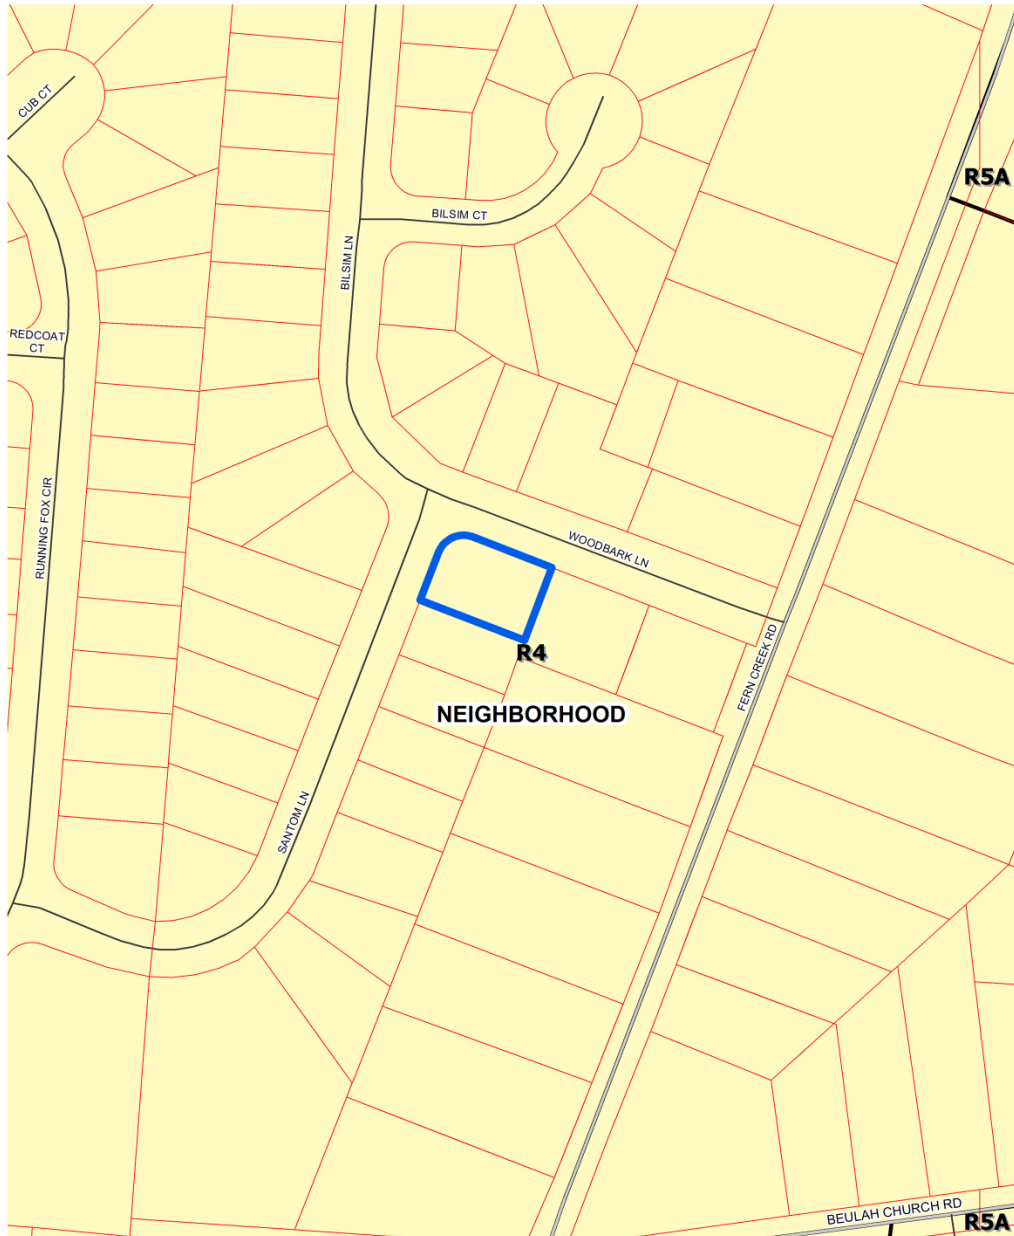 CUB CT
R5A
BILSIM CT
BILSIM LN
REDCOAT
CT
RUNNING FOX CIR
WOODBARK LN
FERN CREEK RD
R4
NEIGHBORHOOD
SANTOM LN
BEULAH CHURCH RD
R5A